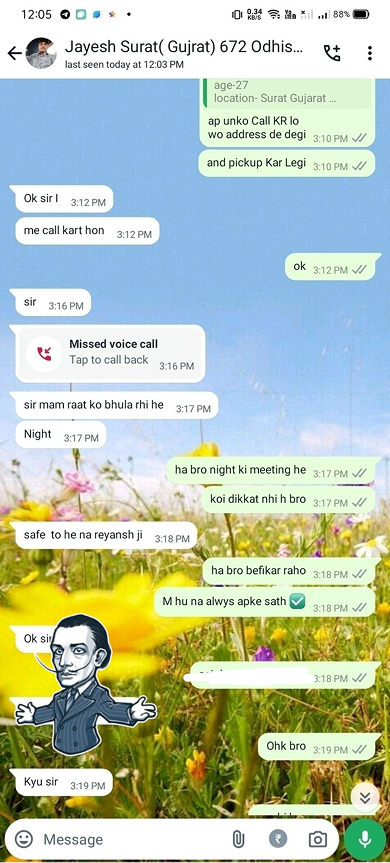 12:05
0.34
KB/S
Vo
LTE
88%
Jayesh Surat( Gujrat) 672 Odhis...
last seen today at 12:03 PM
age-27
location- Surat Gujarat ...
ap unko Call KR lo
wo address de degi 3:10 PM
and pickup Kar Legi 3:10 PM
Ok sir I 3:12 PM
me call kart hon 3:12 PM
ok 3:12 PM
sir 3:16 PM
Missed voice call
Tap to call back 3:16 PM
sir mam raat ko bhula rhi he 3:17 PM
Night 3:17 PM
ha bro night ki meeting he 3:17 PM
koi dikkat nhi h bro 3:17 PM
safe to he na reyansh ji 3:18 PM
ha bro befikar raho 3:18 PM
M hu na alwys apke sath ✅ 3:18 PM
Ok sir
3:18 PM
Ohk bro 3:19 PM
Kyu sir 3:19 PM
Message